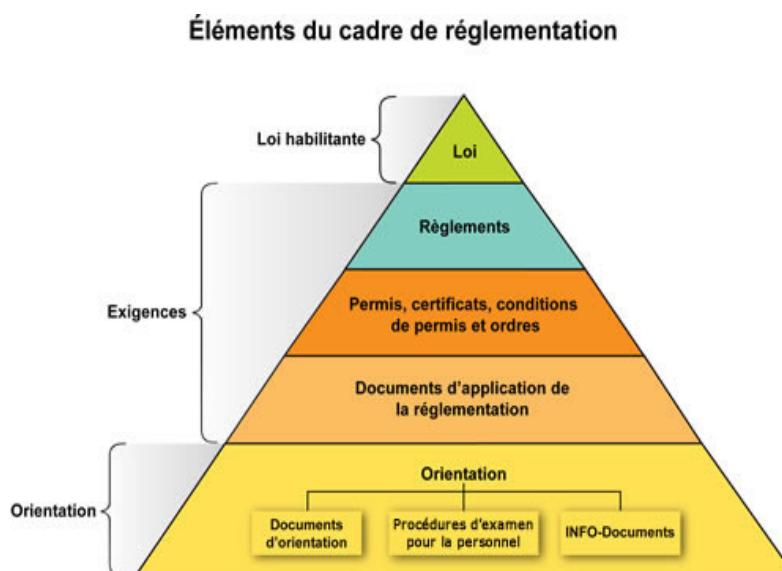 Éléments du cadre de réglementation
Loi habilitante
Loi
Règlements
Exigences
Permis, certificats, conditions
de permis et ordres
Documents d'application de
la réglementation
Orientation
Orientation
Documents
d'orientation
Procédures d'examen
pour la personnel
INFO-Documents